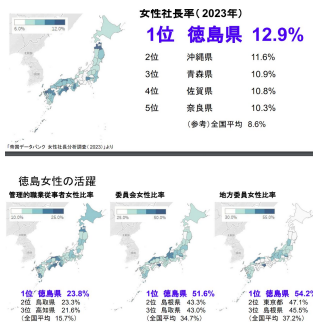 女性社長率(2023年)
1位 徳島県 12.9%
2位 沖縄県 11.6%
3位 青森県 10.9%
4位 佐賀県 10.8%
5位 奈良県 10.3%
(参考)全国平均 8.6%
「帝国データバンク 女性社長分析調査(2023)」より
徳島女性の活躍
管理的職業従事者女性比率
1位 徳島県 23.8%
2位 鳥取県 23.3%
3位 高知県 21.6%
(全国平均 15.7%)
委員会女性比率
1位 徳島県 51.6%
2位 島根県 43.3%
3位 鳥取県 43.0%
(全国平均 34.7%)
地方委員女性比率
1位 徳島県 54.2%
2位 東京都 47.1%
3位 島根県 45.5%
(全国平均 37.2%)